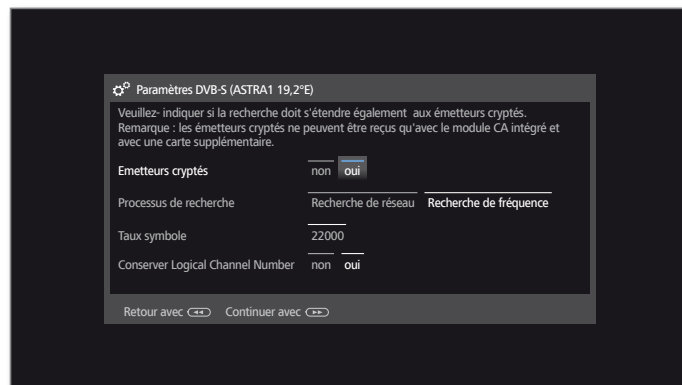 Paramètres DVB-S (ASTRA1 19,2°E)
Veuillez- indiquer si la recherche doit s'étendre également aux émetteurs cryptés.
Remarque : les émetteurs cryptés ne peuvent être reçus qu'avec le module CA intégré et
avec une carte supplémentaire.
Emetteurs cryptés non oui
Processus de recherche Recherche de réseau Recherche de fréquence
Taux symbole 22000
Conserver Logical Channel Number non oui
Retour avec Continuer avec